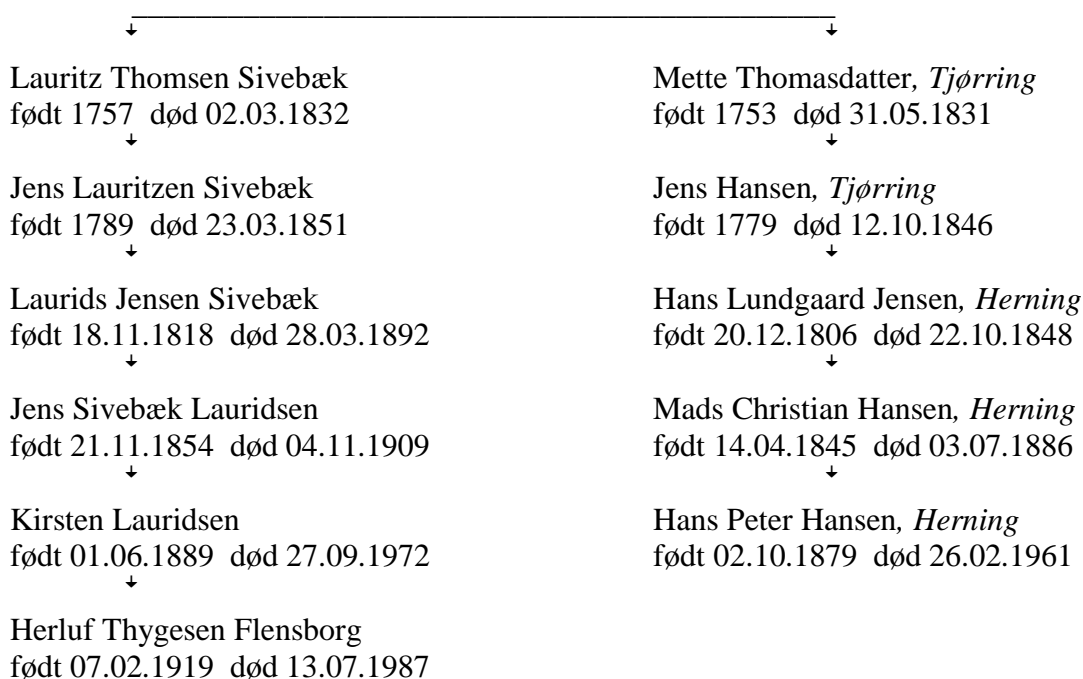 Lauritz Thomsen Sivebæk
født 1757  død 02.03.1832
Jens Lauritzen Sivebæk
født 1789  død 23.03.1851
Laurids Jensen Sivebæk
født 18.11.1818  død 28.03.1892
Jens Sivebæk Lauridsen
født 21.11.1854  død 04.11.1909
Kirsten Lauridsen
født 01.06.1889  død 27.09.1972
Herluf Thygesen Flensborg
født 07.02.1919  død 13.07.1987
Mette Thomasdatter, Tjørring
født 1753  død 31.05.1831
Jens Hansen, Tjørring
født 1779  død 12.10.1846
Hans Lundgaard Jensen, Herning
født 20.12.1806  død 22.10.1848
Mads Christian Hansen, Herning
født 14.04.1845  død 03.07.1886
Hans Peter Hansen, Herning
født 02.10.1879  død 26.02.1961